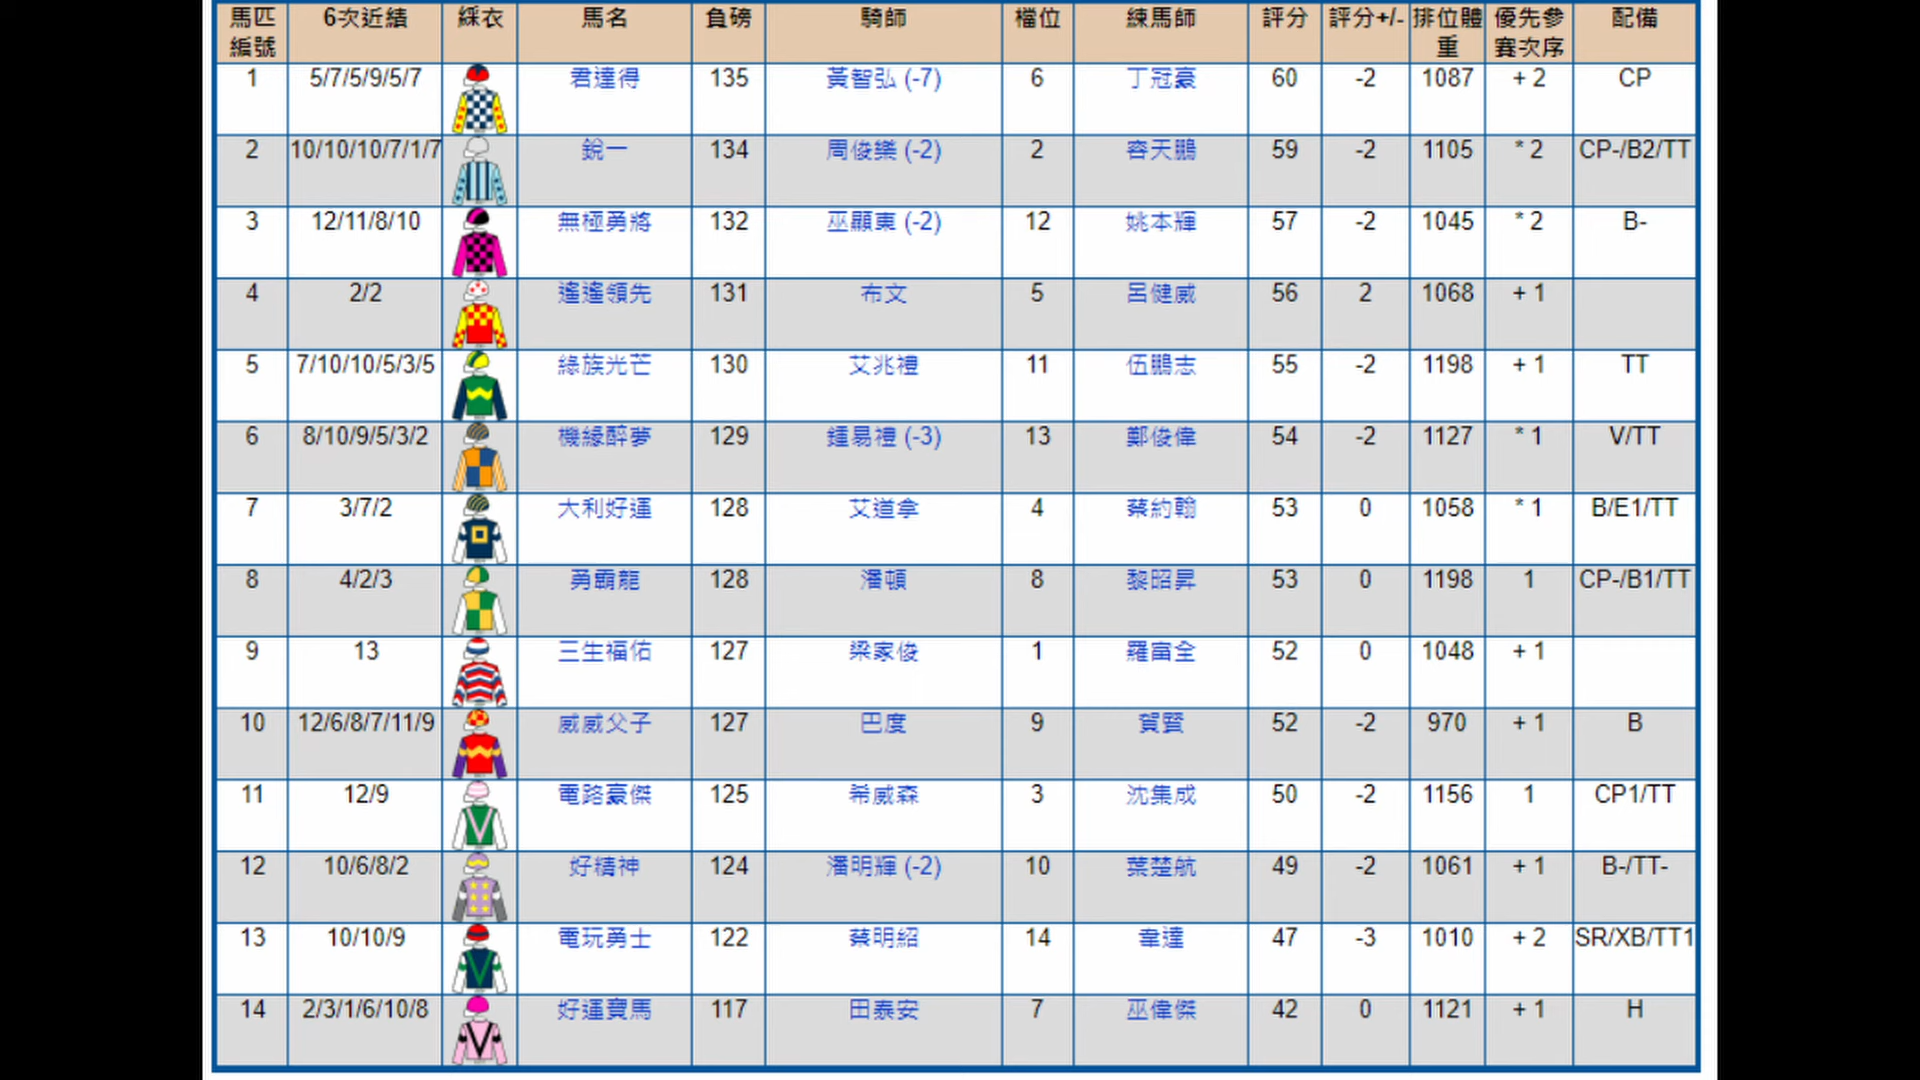 馬匹編號 6次近績 綵衣 馬名 負磅 騎師 檔位 練馬師 評分 評分+/- 排位體重 優先參賽次序 配備
1 5/7/5/9/5/7 君達得 135 黃智弘 (-7) 6 丁冠豪 60 -2 1087 + 2 CP
2 10/10/10/7/1/7 銳一 134 周俊樂 (-2) 2 容天鵬 59 -2 1105 * 2 CP-/B2/TT
3 12/11/8/10 無極勇將 132 巫顯東 (-2) 12 姚本輝 57 -2 1045 * 2 B-
4 2/2 遙遙領先 131 布文 5 呂健威 56 2 1068 + 1
5 7/10/10/5/3/5 綠族光芒 130 艾兆禮 11 伍鵬志 55 -2 1198 + 1 TT
6 8/10/9/5/3/2 機緣醉夢 129 鍾易禮 (-3) 13 鄭俊偉 54 -2 1127 * 1 V/TT
7 3/7/2 大利好運 128 艾道拿 4 蔡約翰 53 0 1058 * 1 B/E1/TT
8 4/2/3 勇霸龍 128 潘頓 8 黎昭昇 53 0 1198 1 CP-/B1/TT
9 13 三生福佑 127 梁家俊 1 羅富全 52 0 1048 + 1
10 12/6/8/7/11/9 威威父子 127 巴度 9 賀賢 52 -2 970 + 1 B
11 12/9 電路豪傑 125 希威森 3 沈集成 50 -2 1156 1 CP1/TT
12 10/6/8/2 好精神 124 潘明輝 (-2) 10 葉楚航 49 -2 1061 + 1 B-/TT-
13 10/10/9 電玩勇士 122 蔡明紹 14 韋達 47 -3 1010 + 2 SR/XB/TT1
14 2/3/1/6/10/8 好運寶馬 117 田泰安 7 巫偉傑 42 0 1121 + 1 H